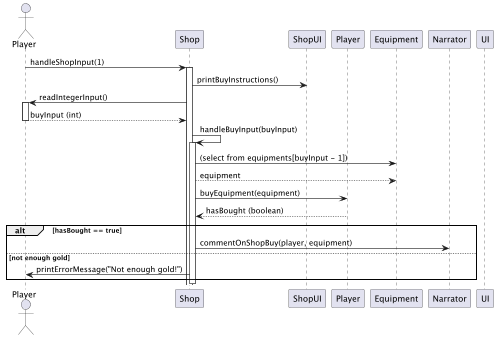 Player
Shop
ShopUI
Player
Equipment
Narrator
UI
handleShopInput(1)
printBuyInstructions()
readIntegerInput()
buyInput (int)
handleBuyInput(buyInput)
(select from equipments[buyInput - 1])
equipment
buyEquipment(equipment)
hasBought (boolean)
alt [hasBought == true]
commentOnShopBuy(player, equipment)
[not enough gold]
printErrorMessage("Not enough gold!")
Player
Shop
ShopUI
Player
Equipment
Narrator
UI